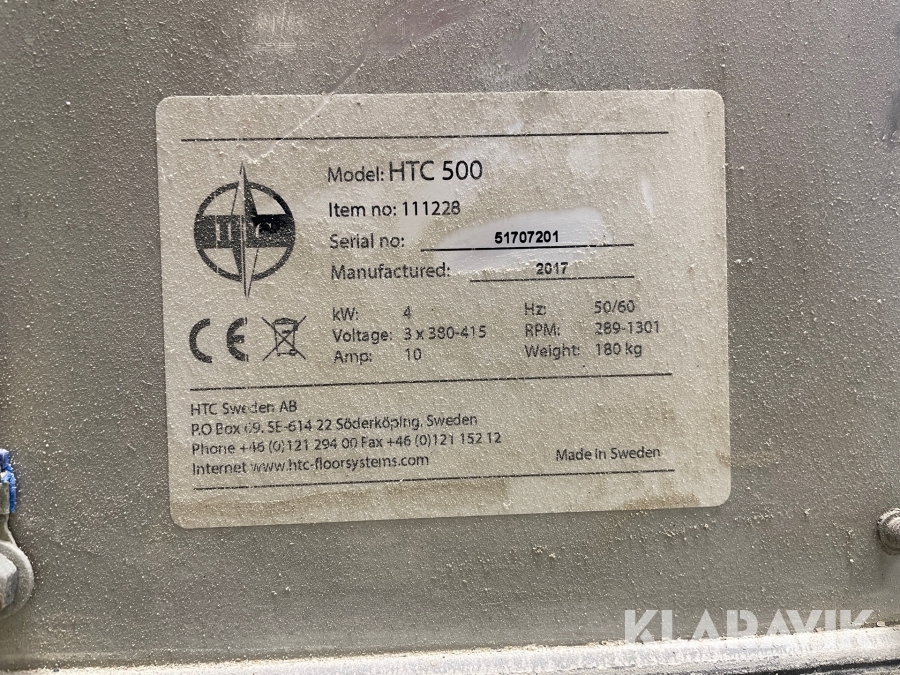 Model: HTC 500
Item no: 111228
Serial no: 51707201
Manufactured: 2017
kW: 4 Hz: 50/60
Voltage: 3 x 380-415 RPM: 289-1301
Amp: 10 Weight: 180 kg
HTC Sweden AB
P.O Box 69, SE-614 22 Söderköping, Sweden
Phone +46 (0)121 294 00 Fax +46 (0)121 152 12
Internet www.htc-floorsystems.com
Made in Sweden
KLARAVIK